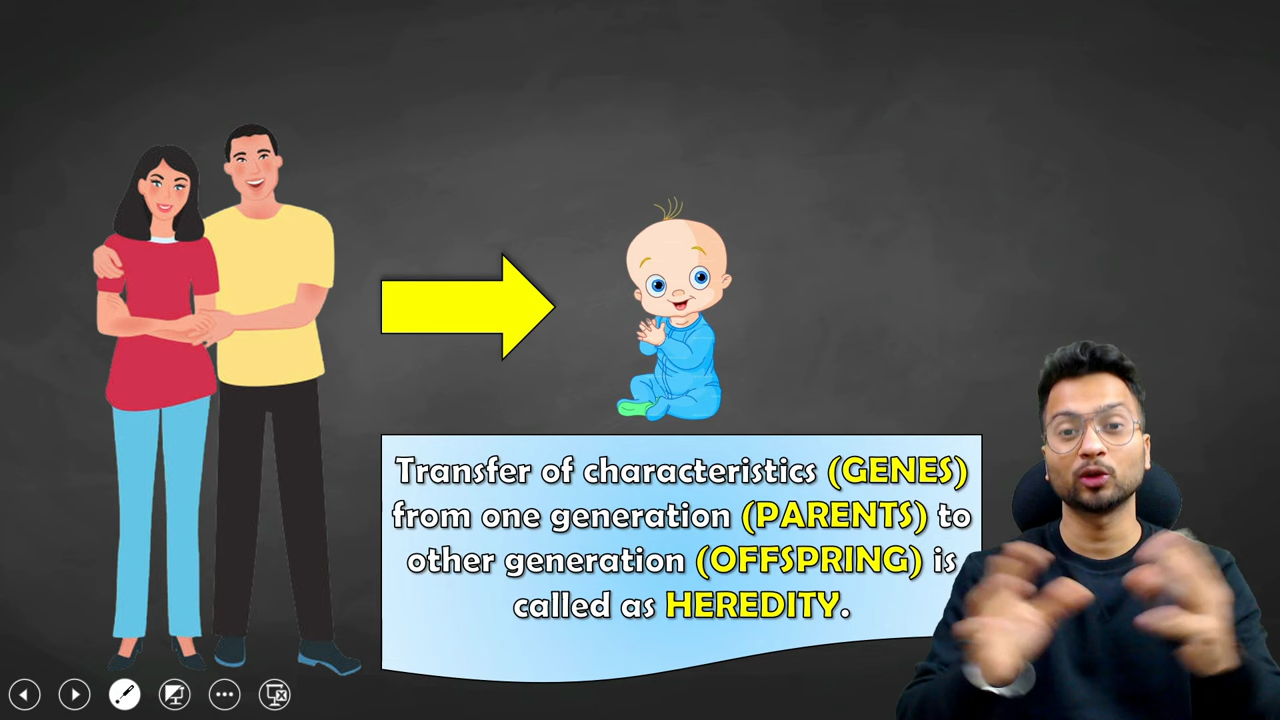 Transfer of characteristics (GENES)
from one generation (PARENTS) to
other generation (OFFSPRING) is
called as HEREDITY.